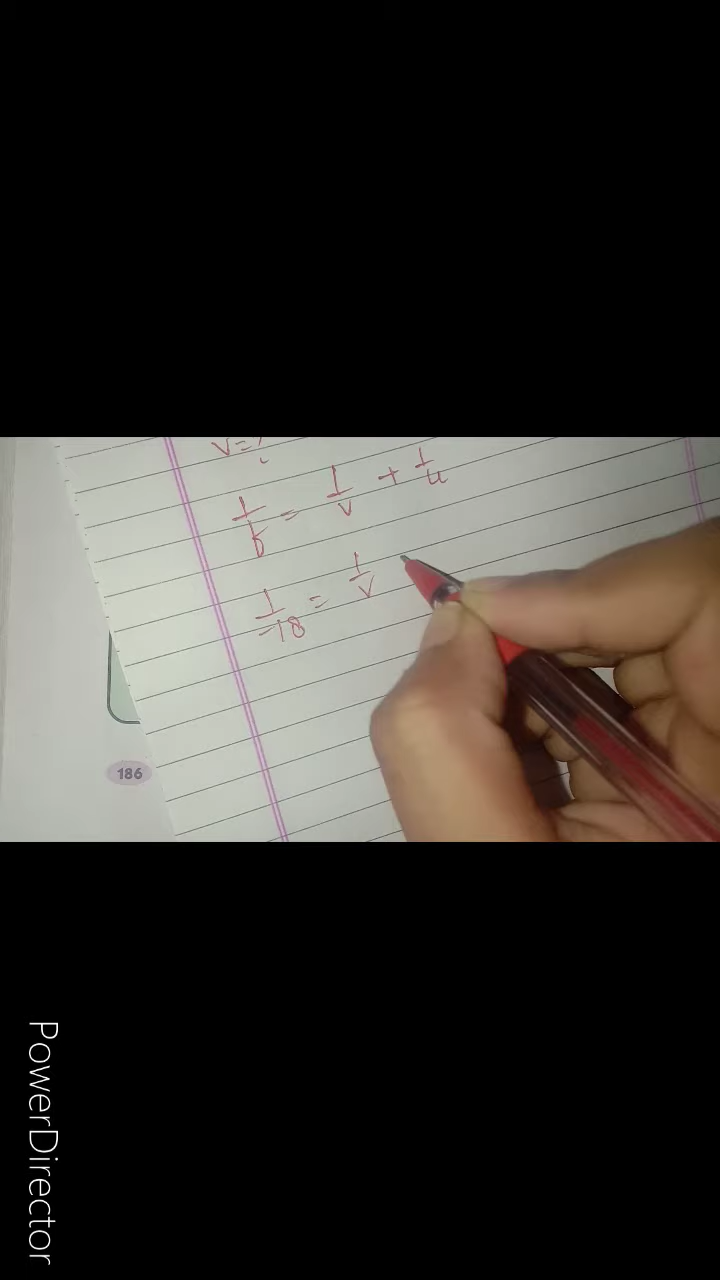 v=?
1/f = 1/v + 1/u
1/-18 = 1/v
186
PowerDirector